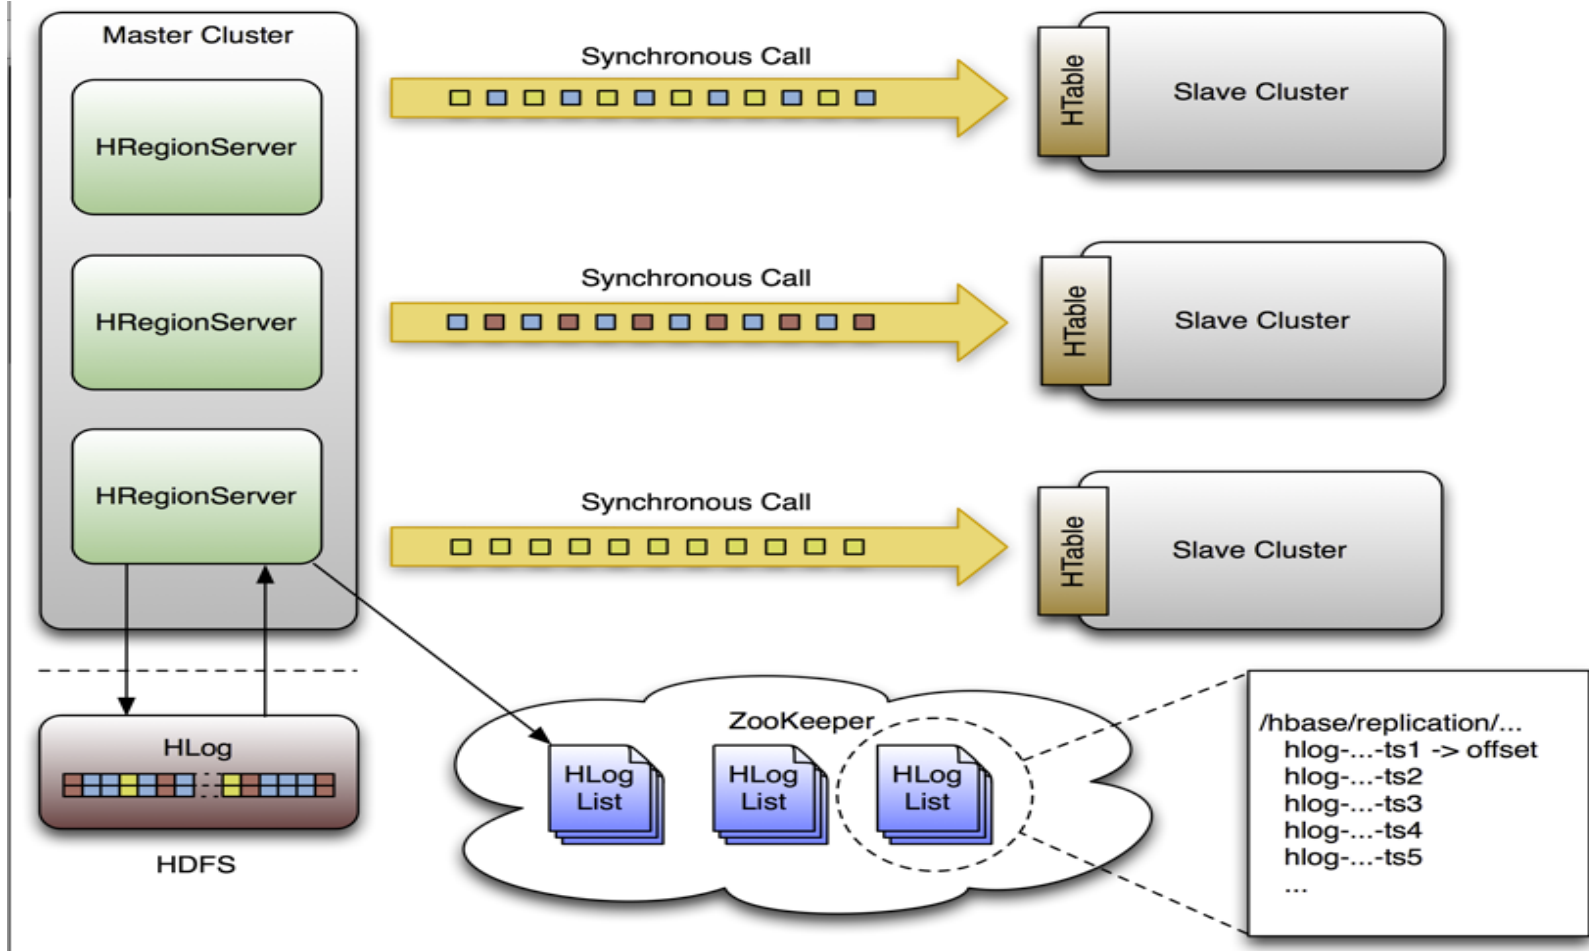 Master Cluster
HRegionServer
HRegionServer
HRegionServer
Synchronous Call
HTable
Slave Cluster
Synchronous Call
HTable
Slave Cluster
Synchronous Call
HTable
Slave Cluster
HLog
HDFS
ZooKeeper
HLog
List
HLog
List
HLog
List
/hbase/replication/...
hlog-...-ts1 -> offset
hlog-...-ts2
hlog-...-ts3
hlog-...-ts4
hlog-...-ts5
...